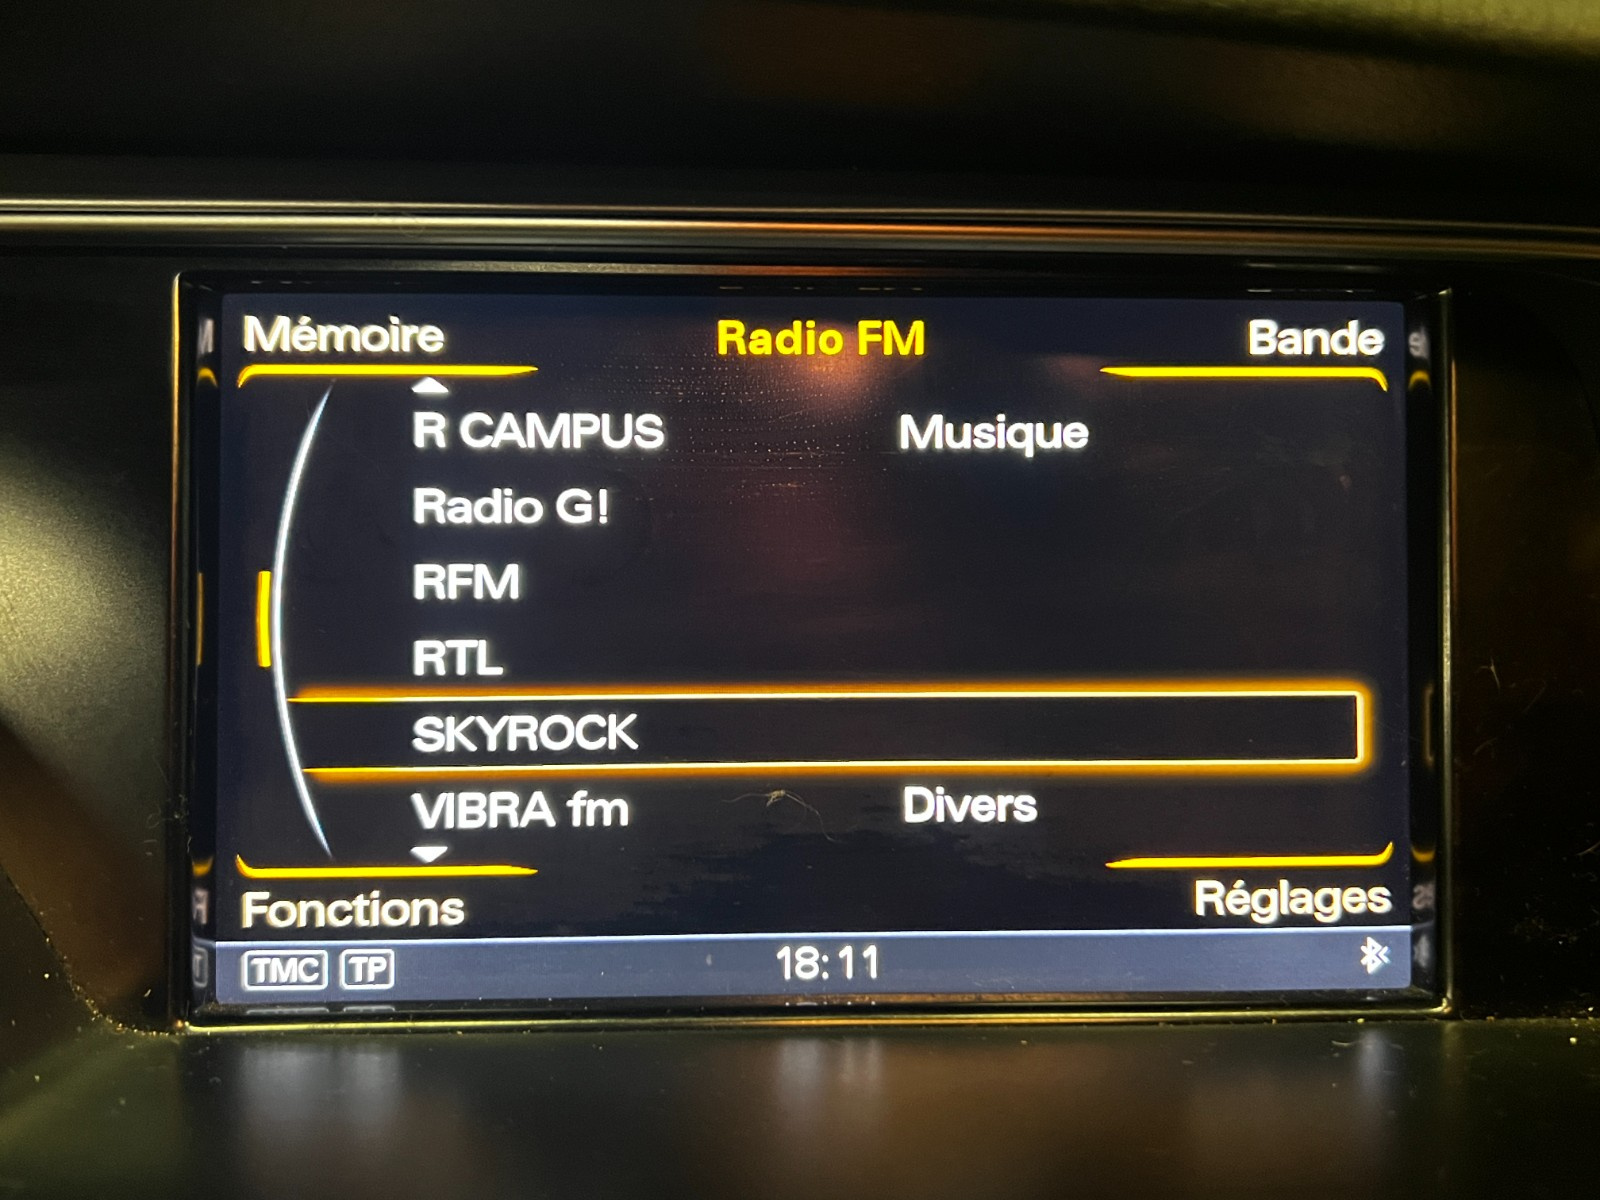 Mémoire Radio FM Bande
R CAMPUS Musique
Radio G!
RFM
RTL
SKYROCK
VIBRA fm Divers
Fonctions Réglages
TMC TP 18:11